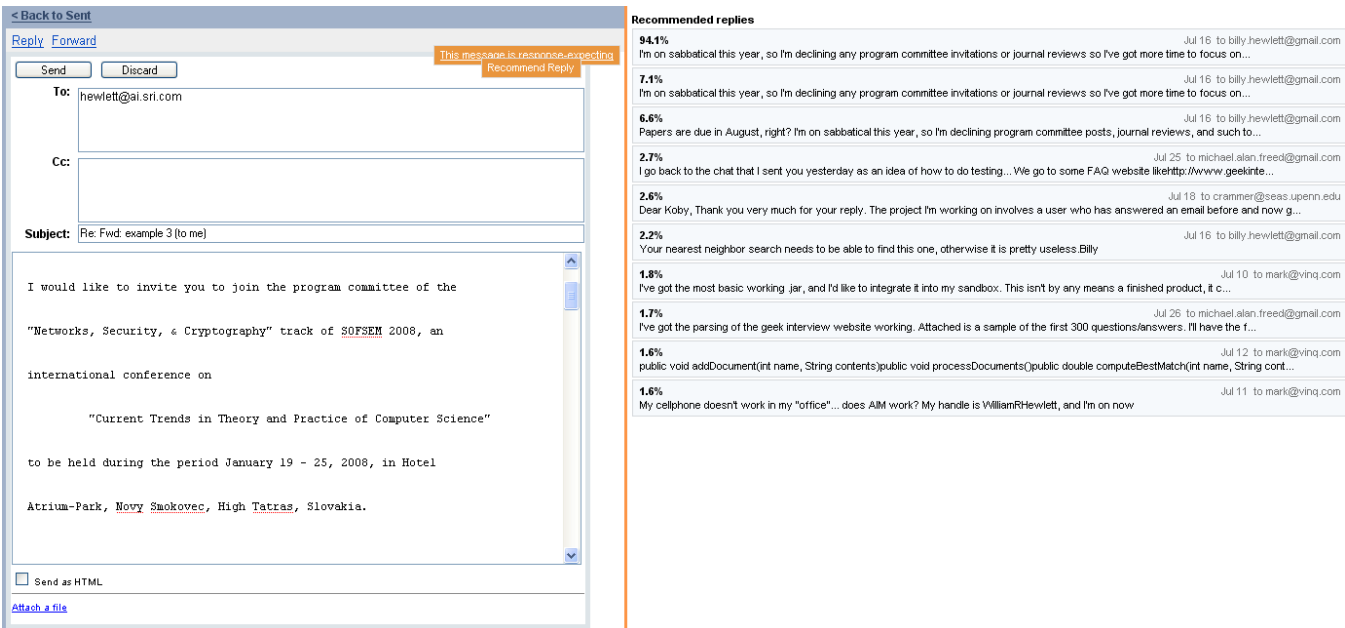 < Back to Sent
Reply Forward
This message is response-expecting
Recommend Reply
Send Discard
To: hewlett@ai.sri.com
Cc:
Subject: Re: Fwd: example 3 (to me)
I would like to invite you to join the program committee of the
"Networks, Security, & Cryptography" track of SOFSEM 2008, an
international conference on
"Current Trends in Theory and Practice of Computer Science"
to be held during the period January 19 - 25, 2008, in Hotel
Atrium-Park, Novy Smokovec, High Tatras, Slovakia.
Send as HTML
Attach a file
Recommended replies
94.1% Jul 16 to billy.hewlett@gmail.com
I'm on sabbatical this year, so I'm declining any program committee invitations or journal reviews so I've got more time to focus on...
7.1% Jul 16 to billy.hewlett@gmail.com
I'm on sabbatical this year, so I'm declining any program committee invitations or journal reviews so I've got more time to focus on...
6.6% Jul 16 to billy.hewlett@gmail.com
Papers are due in August, right? I'm on sabbatical this year, so I'm declining program committee posts, journal reviews, and such to...
2.7% Jul 25 to michael.alan.freed@gmail.com
I go back to the chat that I sent you yesterday as an idea of how to do testing... We go to some FAQ website likehttp://www.geekinte...
2.6% Jul 18 to crammer@seas.upenn.edu
Dear Koby, Thank you very much for your reply. The project I'm working on involves a user who has answered an email before and now g...
2.2% Jul 16 to billy.hewlett@gmail.com
Your nearest neighbor search needs to be able to find this one, otherwise it is pretty useless.Billy
1.8% Jul 10 to mark@vinq.com
I've got the most basic working .jar, and I'd like to integrate it into my sandbox. This isn't by any means a finished product, it c...
1.7% Jul 26 to michael.alan.freed@gmail.com
I've got the parsing of the geek interview website working. Attached is a sample of the first 300 questions/answers. I'll have the f...
1.6% Jul 12 to mark@vinq.com
public void addDocument(int name, String contents)public void processDocuments()public double computeBestMatch(int name, String cont...
1.6% Jul 11 to mark@vinq.com
My cellphone doesn't work in my "office"... does AIM work? My handle is WilliamRHewlett, and I'm on now